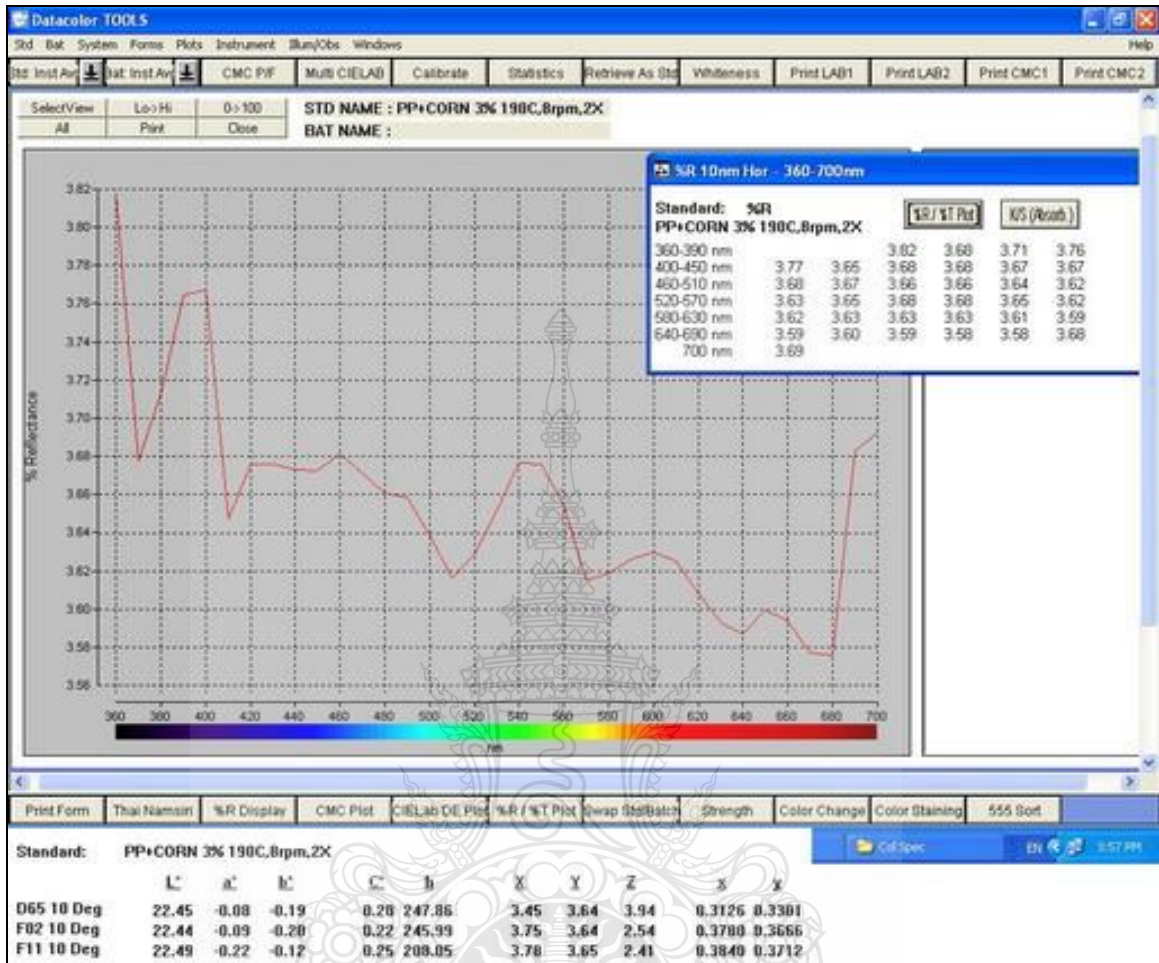 Datacolor TOOLS
Std Bat System Forms Plots Instrument Illum/Obs Windows Help
Std: Inst Avg Bat: Inst Avg CMC P/F Multi CIELAB Calibrate Statistics Retrieve As Std Whiteness Print LAB1 Print LAB2 Print CMC1 Print CMC2
SelectView Lo->Hi 0->100 STD NAME : PP+CORN 3% 190C,8rpm,2X
All Print Close BAT NAME :
%R 10nm Hor - 360-700nm
Standard: %R %R / %T Plot K/S (Absorb.)
PP+CORN 3% 190C,8rpm,2X
360-390 nm 3.82 3.68 3.71 3.76
400-450 nm 3.77 3.65 3.68 3.68 3.67 3.67
460-510 nm 3.68 3.67 3.66 3.66 3.64 3.62
520-570 nm 3.63 3.65 3.68 3.68 3.65 3.62
580-630 nm 3.62 3.63 3.63 3.63 3.61 3.59
640-690 nm 3.59 3.60 3.59 3.58 3.58 3.68
700 nm 3.69
3.82
3.80
3.78
3.76
3.74
3.72
3.70
3.68
3.66
3.64
3.62
3.60
3.58
3.56
% Reflectance
360 380 400 420 440 460 480 500 520 540 560 580 600 620 640 660 680 700
nm
Print Form Thai Namsiri %R Display CMC Plot CIELab DE Plot %R / %T Plot Swap Std/Batch Strength Color Change Color Staining 555 Sort
Standard: PP+CORN 3% 190C,8rpm,2X
Col Spec EN 3:57 PM
L* a* b* C* h X Y Z x y
D65 10 Deg 22.45 -0.08 -0.19 0.20 247.86 3.45 3.64 3.94 0.3126 0.3301
F02 10 Deg 22.44 -0.09 -0.20 0.22 245.99 3.75 3.64 2.54 0.3780 0.3666
F11 10 Deg 22.49 -0.22 -0.12 0.25 208.05 3.78 3.65 2.41 0.3840 0.3712